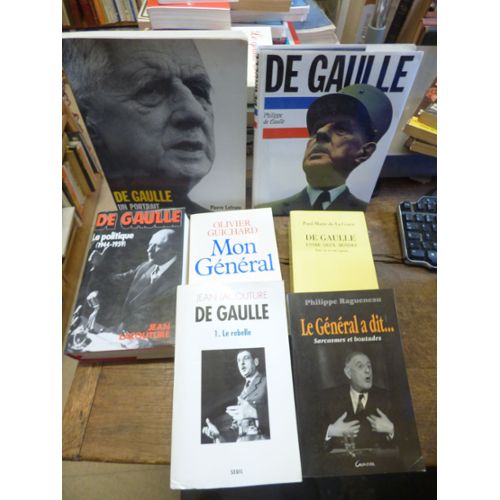 DE GAULLE
UN PORTRAIT
Pierre Lefranc
DE GAULLE
Philippe
de Gaulle
DE GAULLE
Le politique
(1944-1959)
JEAN
LACOUTURE
OLIVIER
GUICHARD
Mon
Général
Paul-Marie de La Gorce
DE GAULLE
ENTRE DEUX MONDES
JEAN LACOUTURE
DE GAULLE
1. Le rebelle
SEUIL
Philippe Ragueneau
Le Général a dit...
Sarcasmes et boutades